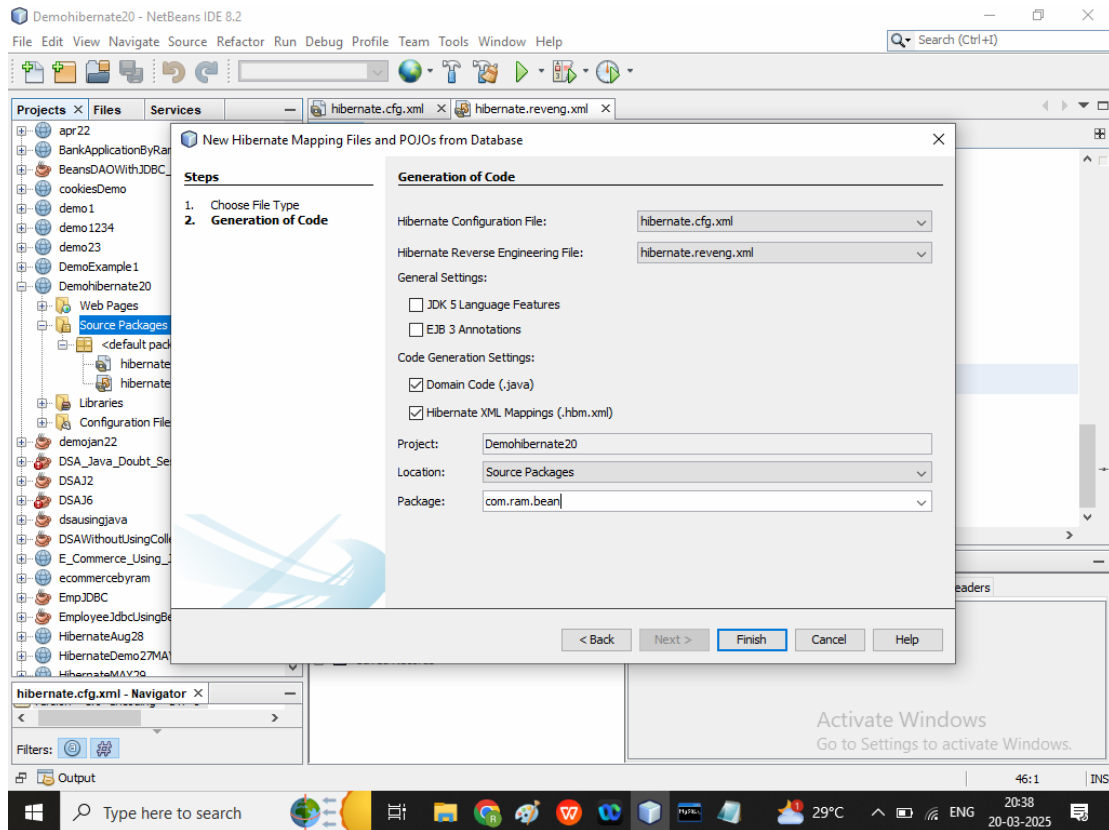 Demohibernate20 - NetBeans IDE 8.2
File Edit View Navigate Source Refactor Run Debug Profile Team Tools Window Help
Search (Ctrl+I)
Projects Files Services
hibernate.cfg.xml hibernate.reveng.xml
apr22
BankApplicationByRar
BeansDAOWithJDBC_
cookiesDemo
demo1
demo1234
demo23
DemoExample1
Demohibernate20
Web Pages
Source Packages
<default pack
hibernate
hibernate
Libraries
Configuration File
demojan22
DSA_Java_Doubt_Se
DSAJ2
DSAJ6
dsausingjava
DSAWithoutUsingColle
E_Commerce_Using_J
ecommercebyram
EmpJDBC
EmployeeJdbcUsingBe
HibernateAug28
HibernateDemo27MA
HibernateMAY29
New Hibernate Mapping Files and POJOs from Database
Steps
1. Choose File Type
2. Generation of Code
Generation of Code
Hibernate Configuration File: hibernate.cfg.xml
Hibernate Reverse Engineering File: hibernate.reveng.xml
General Settings:
JDK 5 Language Features
EJB 3 Annotations
Code Generation Settings:
Domain Code (.java)
Hibernate XML Mappings (.hbm.xml)
Project: Demohibernate20
Location: Source Packages
Package: com.ram.bean
< Back Next > Finish Cancel Help
eaders
hibernate.cfg.xml - Navigator
Filters:
Activate Windows
Go to Settings to activate Windows.
Output
46:1 INS
Type here to search
29°C
ENG
20:38
20-03-2025